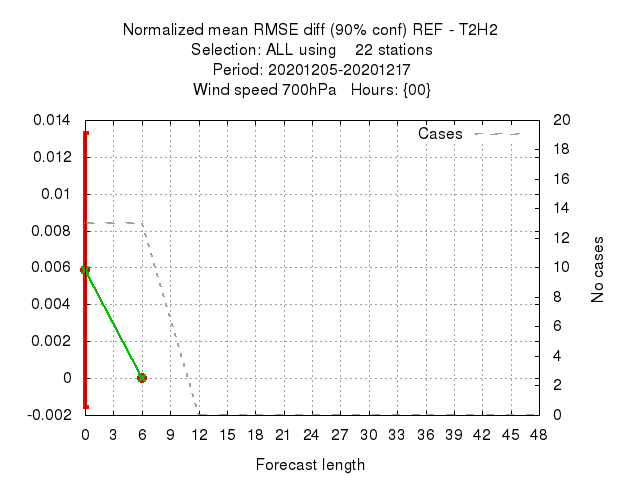 Normalized mean RMSE diff (90% conf) REF - T2H2
Selection: ALL using 22 stations
Period: 20201205-20201217
Wind speed 700hPa Hours: {00}
Cases
0.014
0.012
0.01
0.008
0.006
0.004
0.002
0
-0.002
20
18
16
14
12
10
8
6
4
2
0
No cases
0 3 6 9 12 15 18 21 24 27 30 33 36 39 42 45 48
Forecast length